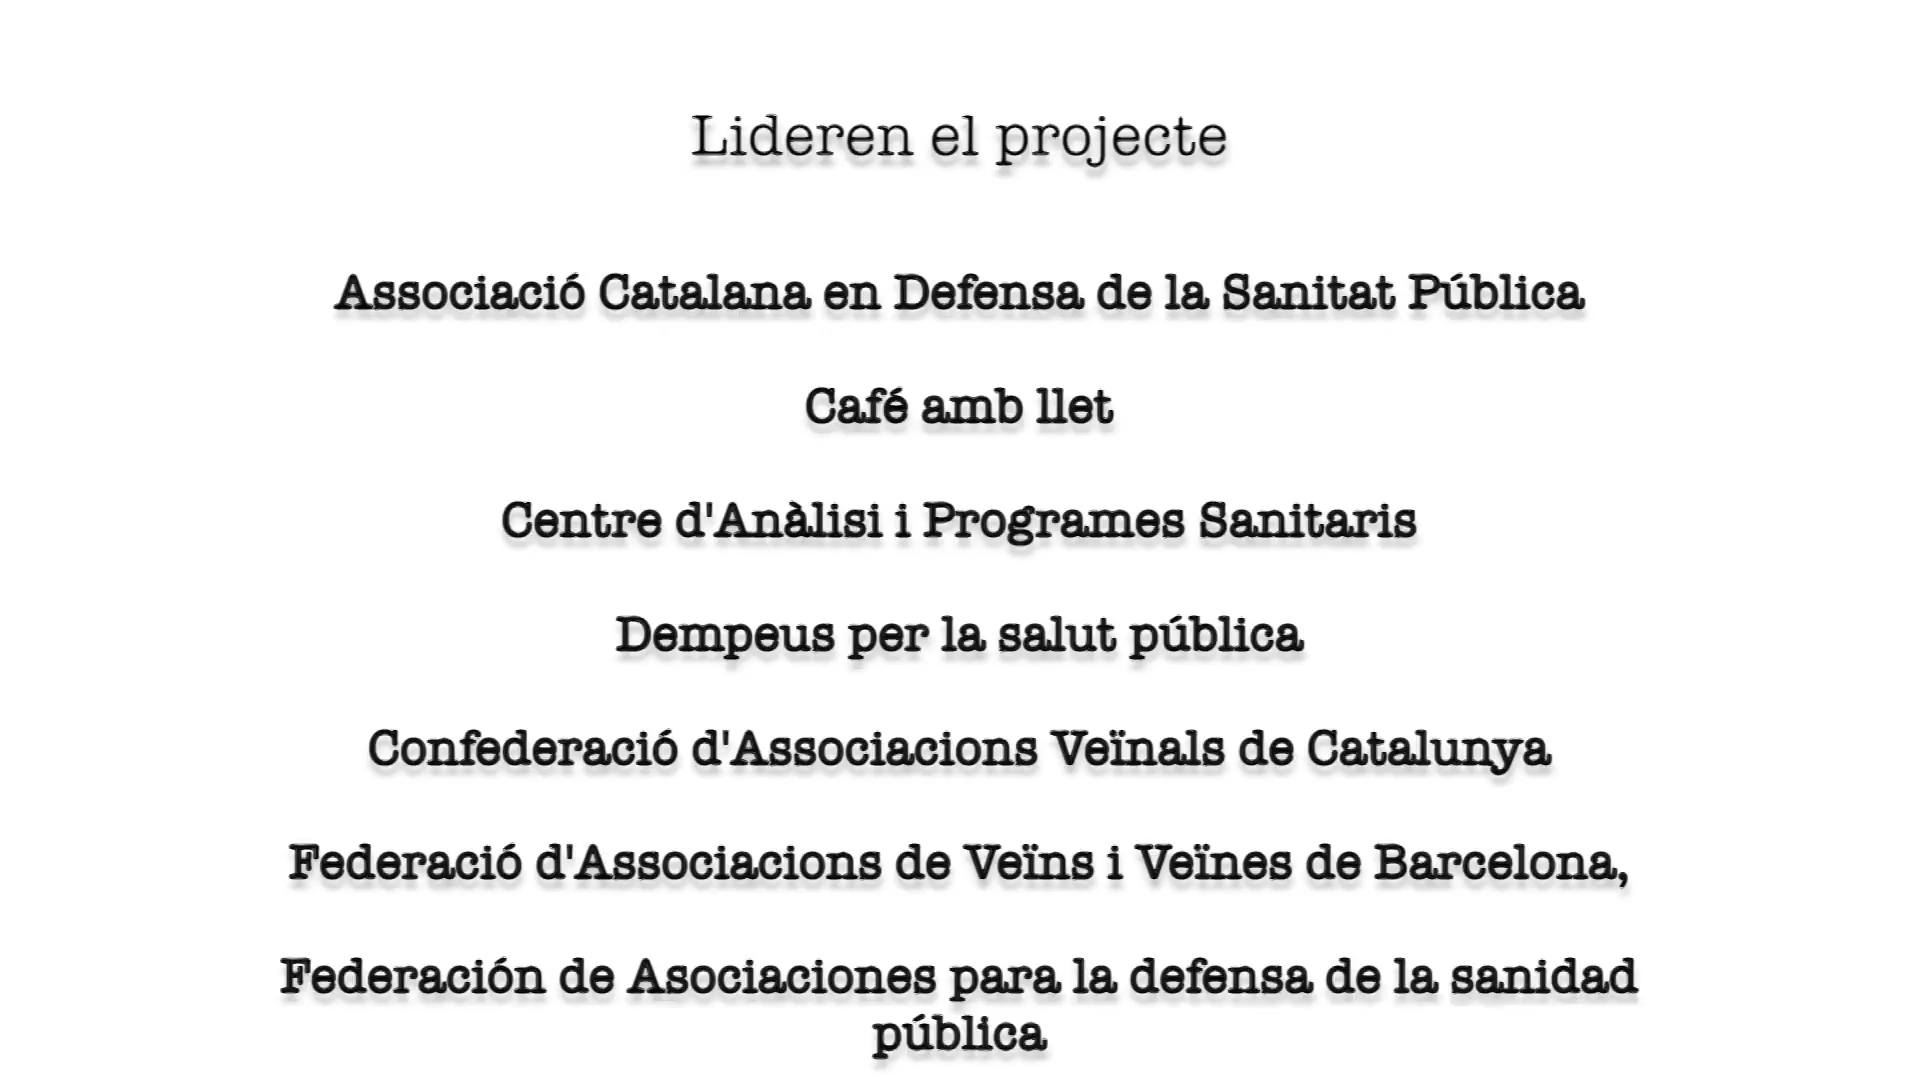 Lideren el projecte
Associació Catalana en Defensa de la Sanitat Pública
Café amb llet
Centre d'Anàlisi i Programes Sanitaris
Dempeus per la salut pública
Confederació d'Associacions Veïnals de Catalunya
Federació d'Associacions de Veïns i Veïnes de Barcelona,
Federación de Asociaciones para la defensa de la sanidad
pública